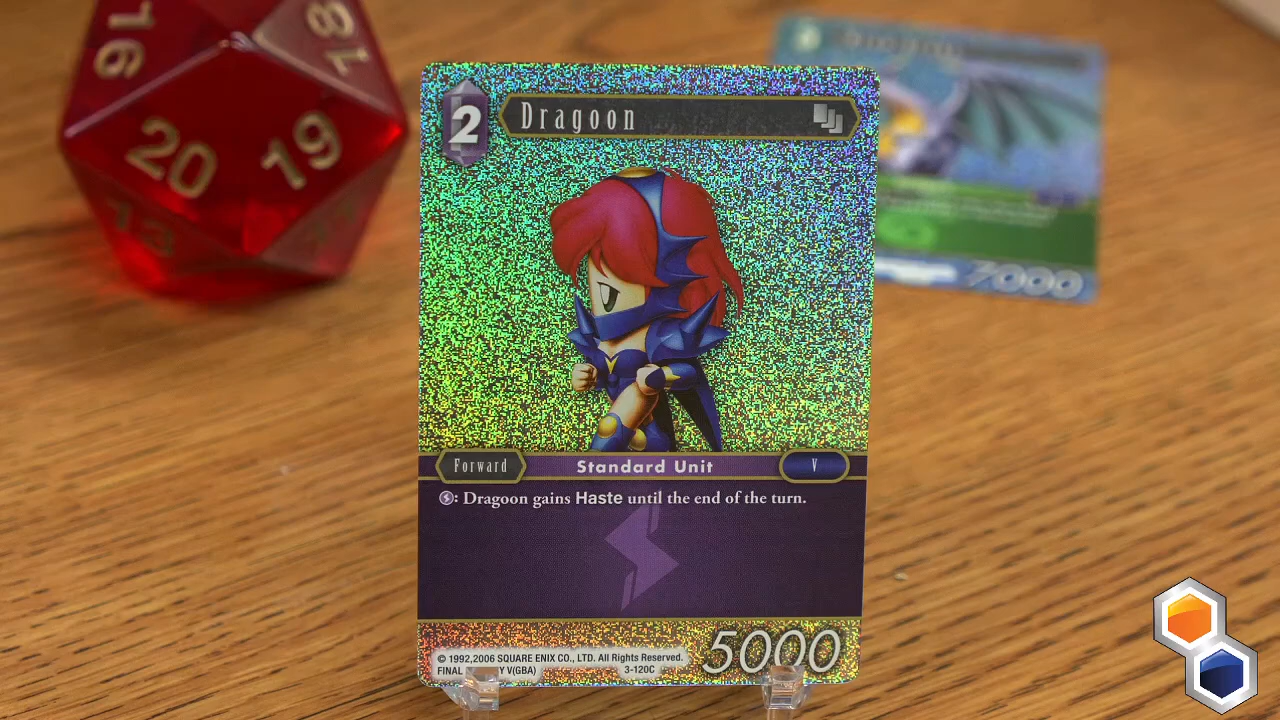 16
18
20
19
13
2
Dragoon
Forward
Standard Unit
V
: Dragoon gains Haste until the end of the turn.
5000
© 1992,2006 SQUARE ENIX CO., LTD. All Rights Reserved.
FINAL Y V(GBA)
3-120C
7000